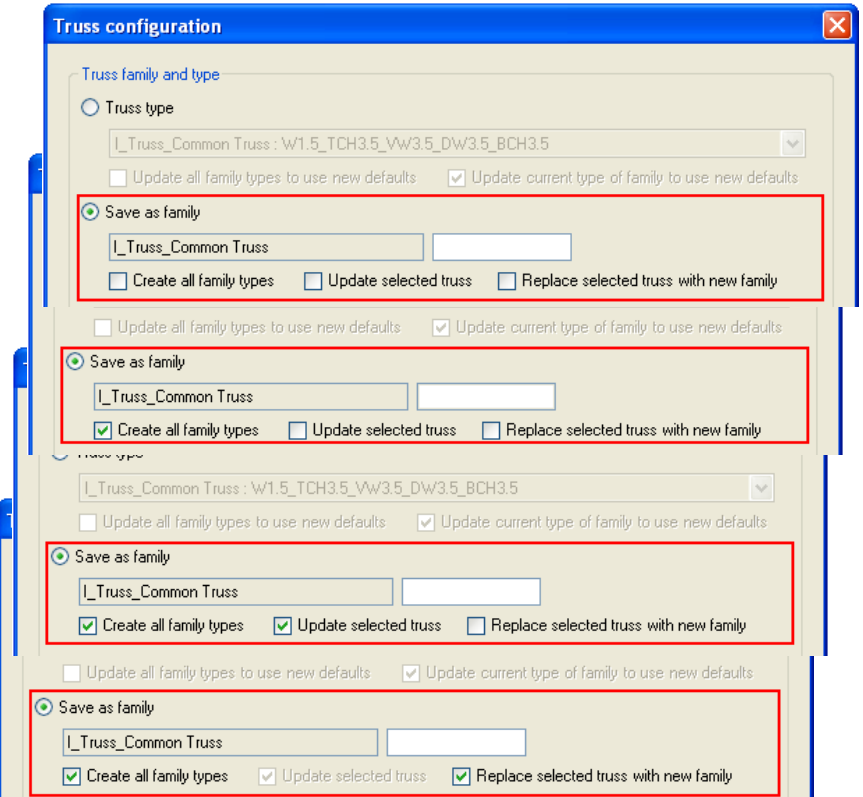 Truss configuration
Truss family and type
Truss type
I_Truss_Common Truss : W1.5_TCH3.5_VW3.5_DW3.5_BCH3.5
Update all family types to use new defaults Update current type of family to use new defaults
Save as family
I_Truss_Common Truss
Create all family types Update selected truss Replace selected truss with new family
Update all family types to use new defaults Update current type of family to use new defaults
Save as family
I_Truss_Common Truss
Create all family types Update selected truss Replace selected truss with new family
Truss type
I_Truss_Common Truss : W1.5_TCH3.5_VW3.5_DW3.5_BCH3.5
Update all family types to use new defaults Update current type of family to use new defaults
Save as family
I_Truss_Common Truss
Create all family types Update selected truss Replace selected truss with new family
Update all family types to use new defaults Update current type of family to use new defaults
Save as family
I_Truss_Common Truss
Create all family types Update selected truss Replace selected truss with new family